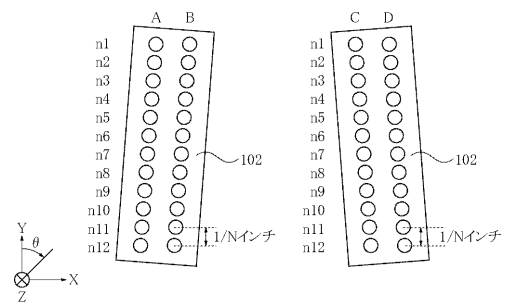 A B
C D
n1
n2
n3
n4
n5
n6
n7
n8
n9
n10
n11
n12
102
1/Nインチ
n1
n2
n3
n4
n5
n6
n7
n8
n9
n10
n11
n12
102
1/Nインチ
Y
θ
X
Z